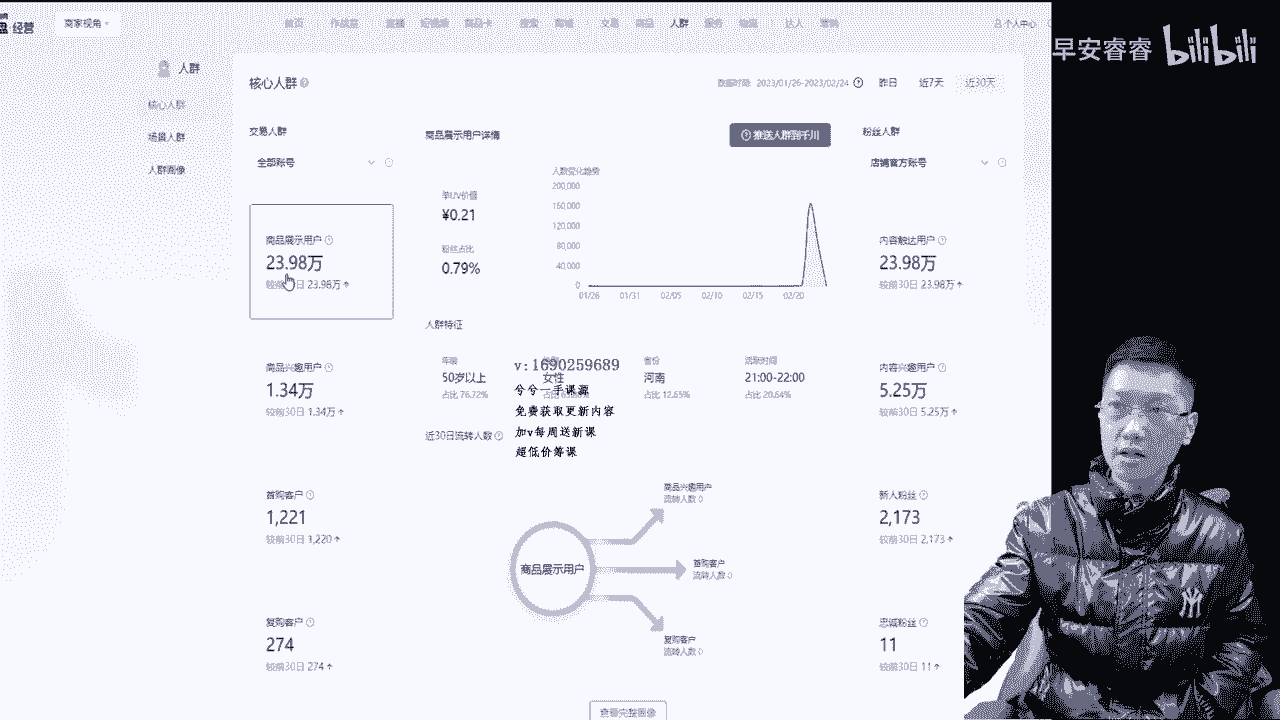 经营
商家视角
首页
直播
短视频
商品卡
交易
商品
人群
达人
个人中心
早安睿睿 bilibili
人群
核心人群
场景人群
人群画像
核心人群
数据时间: 2023/01/26-2023/02/24
昨日
近7天
近30天
交易人群
全部账号
商品展示用户
23.98万
较前30日 23.98万
商品兴趣用户
1.34万
较前30日 1.34万
首购客户
1,221
较前30日 1,220
复购客户
274
较前30日 274
商品展示用户详情
推送人群到千川
单UV价值
¥0.21
粉丝占比
0.79%
人数变化趋势
200,000
160,000
120,000
80,000
40,000
0
01/26
01/31
02/05
02/10
02/15
02/20
人群特征
年龄
50岁以上
占比 76.72%
女性
省份
河南
占比 12.65%
活跃时间
21:00-22:00
占比 20.64%
v:1690259689
兮兮一手课源
免费获取更新内容
加v每周送新课
超低价筹课
近30日流转人数
商品展示用户
商品兴趣用户
流转人数 0
首购客户
流转人数 0
复购客户
流转人数 0
查看完整画像
粉丝人群
店铺官方账号
内容触达用户
23.98万
较前30日 23.98万
内容兴趣用户
5.25万
较前30日 5.25万
新人粉丝
2,173
较前30日 2,173
忠诚粉丝
11
较前30日 11